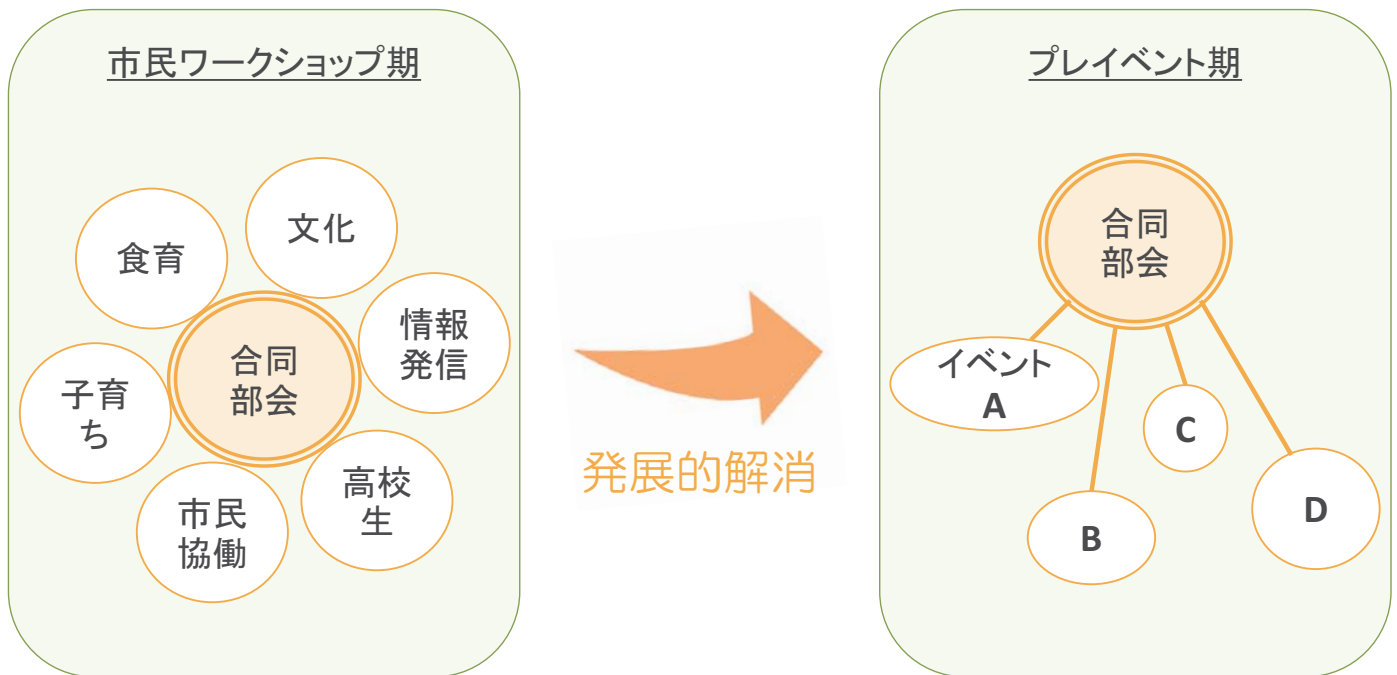 市民ワークショップ期
文化
食育
情報
発信
合同
部会
子育
ち
高校
生
市民
協働
発展的解消
プレイベント期
合同
部会
イベント
A
C
B
D